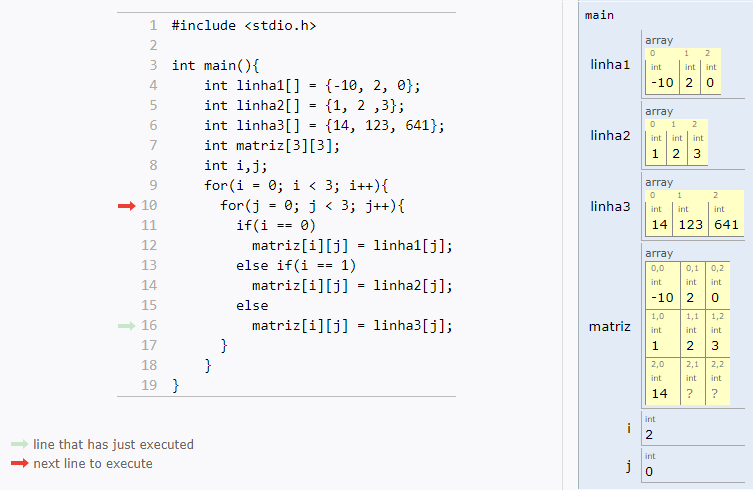 1 #include <stdio.h>
2
3 int main(){
4 int linha1[] = {-10, 2, 0};
5 int linha2[] = {1, 2 ,3};
6 int linha3[] = {14, 123, 641};
7 int matriz[3][3];
8 int i,j;
9 for(i = 0; i < 3; i++){
10 for(j = 0; j < 3; j++){
11 if(i == 0)
12 matriz[i][j] = linha1[j];
13 else if(i == 1)
14 matriz[i][j] = linha2[j];
15 else
16 matriz[i][j] = linha3[j];
17 }
18 }
19 }
line that has just executed
next line to execute
main
array
0 1 2
linha1
int int int
-10 2 0
array
0 1 2
linha2
int int int
1 2 3
array
0 1 2
linha3
int int int
14 123 641
array
0,0 0,1 0,2
int int int
-10 2 0
1,0 1,1 1,2
matriz
int int int
1 2 3
2,0 2,1 2,2
int int int
14 ? ?
i
int
2
j
int
0